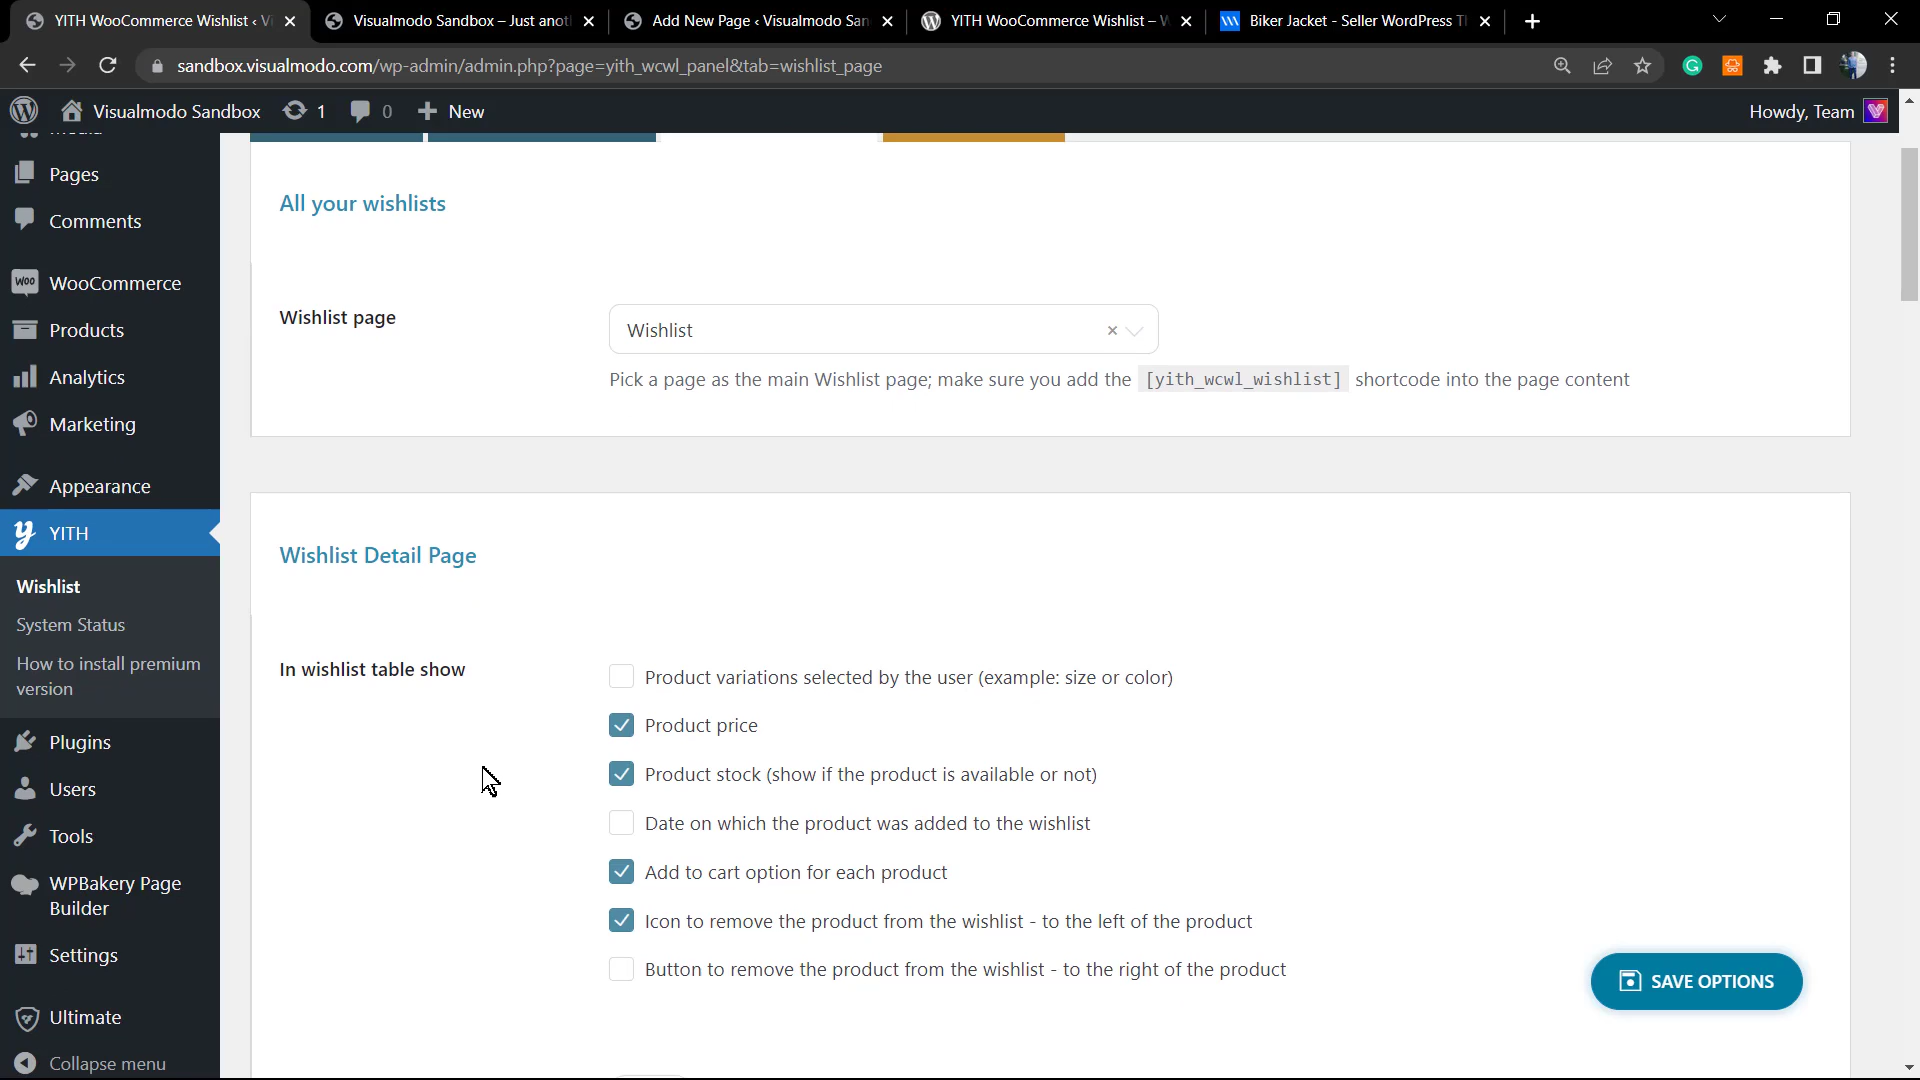 YITH WooCommerce Wishlist ‹ Vi
Visualmodo Sandbox – Just anoth
Add New Page ‹ Visualmodo San
YITH WooCommerce Wishlist – W
Biker Jacket - Seller WordPress Th
sandbox.visualmodo.com/wp-admin/admin.php?page=yith_wcwl_panel&tab=wishlist_page
Visualmodo Sandbox
1
0
New
Howdy, Team
Media
Pages
Comments
WooCommerce
Products
Analytics
Marketing
Appearance
YITH
Wishlist
System Status
How to install premium
version
Plugins
Users
Tools
WPBakery Page
Builder
Settings
Ultimate
Collapse menu
All your wishlists
Wishlist page
Wishlist
Pick a page as the main Wishlist page; make sure you add the [yith_wcwl_wishlist] shortcode into the page content
Wishlist Detail Page
In wishlist table show
Product variations selected by the user (example: size or color)
Product price
Product stock (show if the product is available or not)
Date on which the product was added to the wishlist
Add to cart option for each product
Icon to remove the product from the wishlist - to the left of the product
Button to remove the product from the wishlist - to the right of the product
SAVE OPTIONS